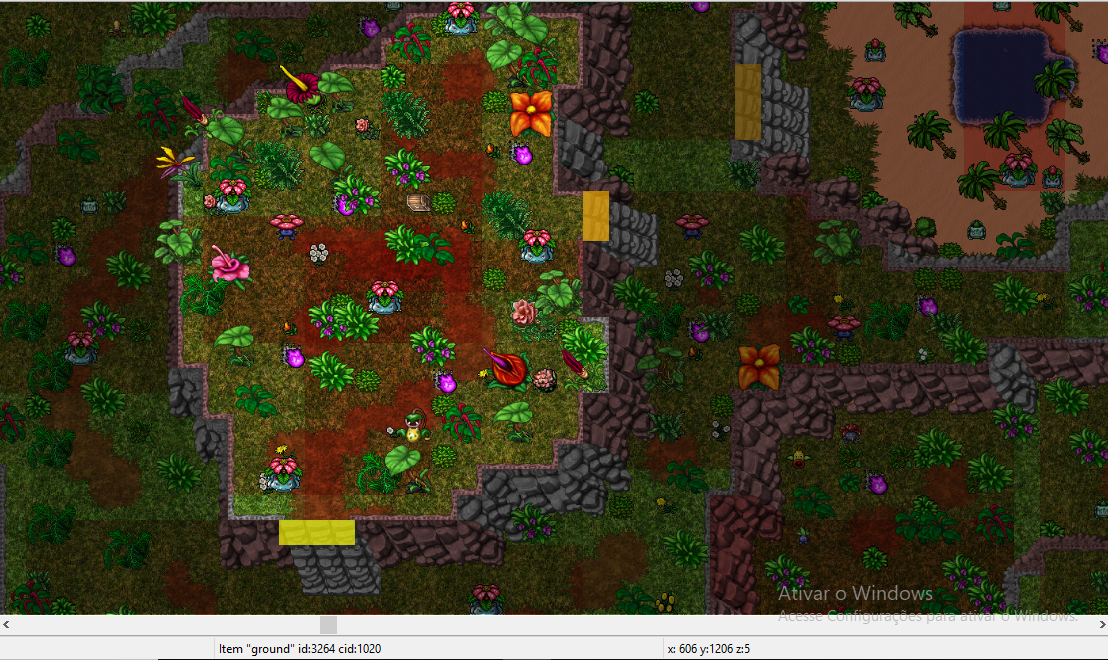 Ativar o Windows
Acesse Configurações para ativar o Windows.
Item "ground" id:3264 cid:1020
x: 606 y:1206 z:5